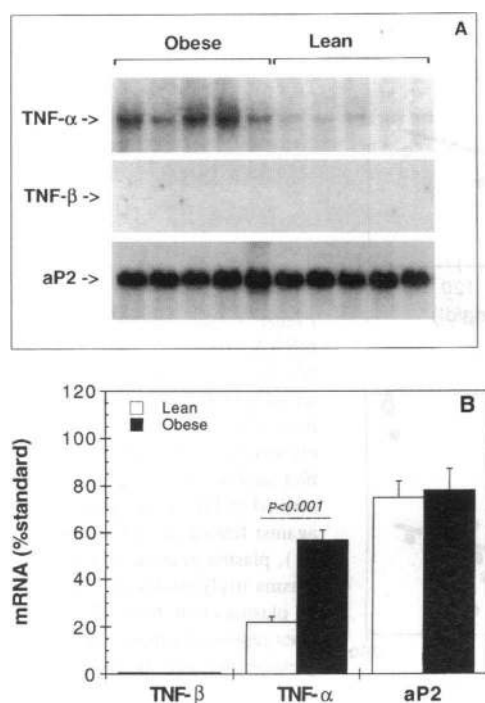 A
Obese Lean
TNF-α ->
TNF-β ->
aP2 ->
120
100
80
60
40
20
0
mRNA (%standard)
Lean
Obese
B
p<0.001
TNF-β TNF-α aP2